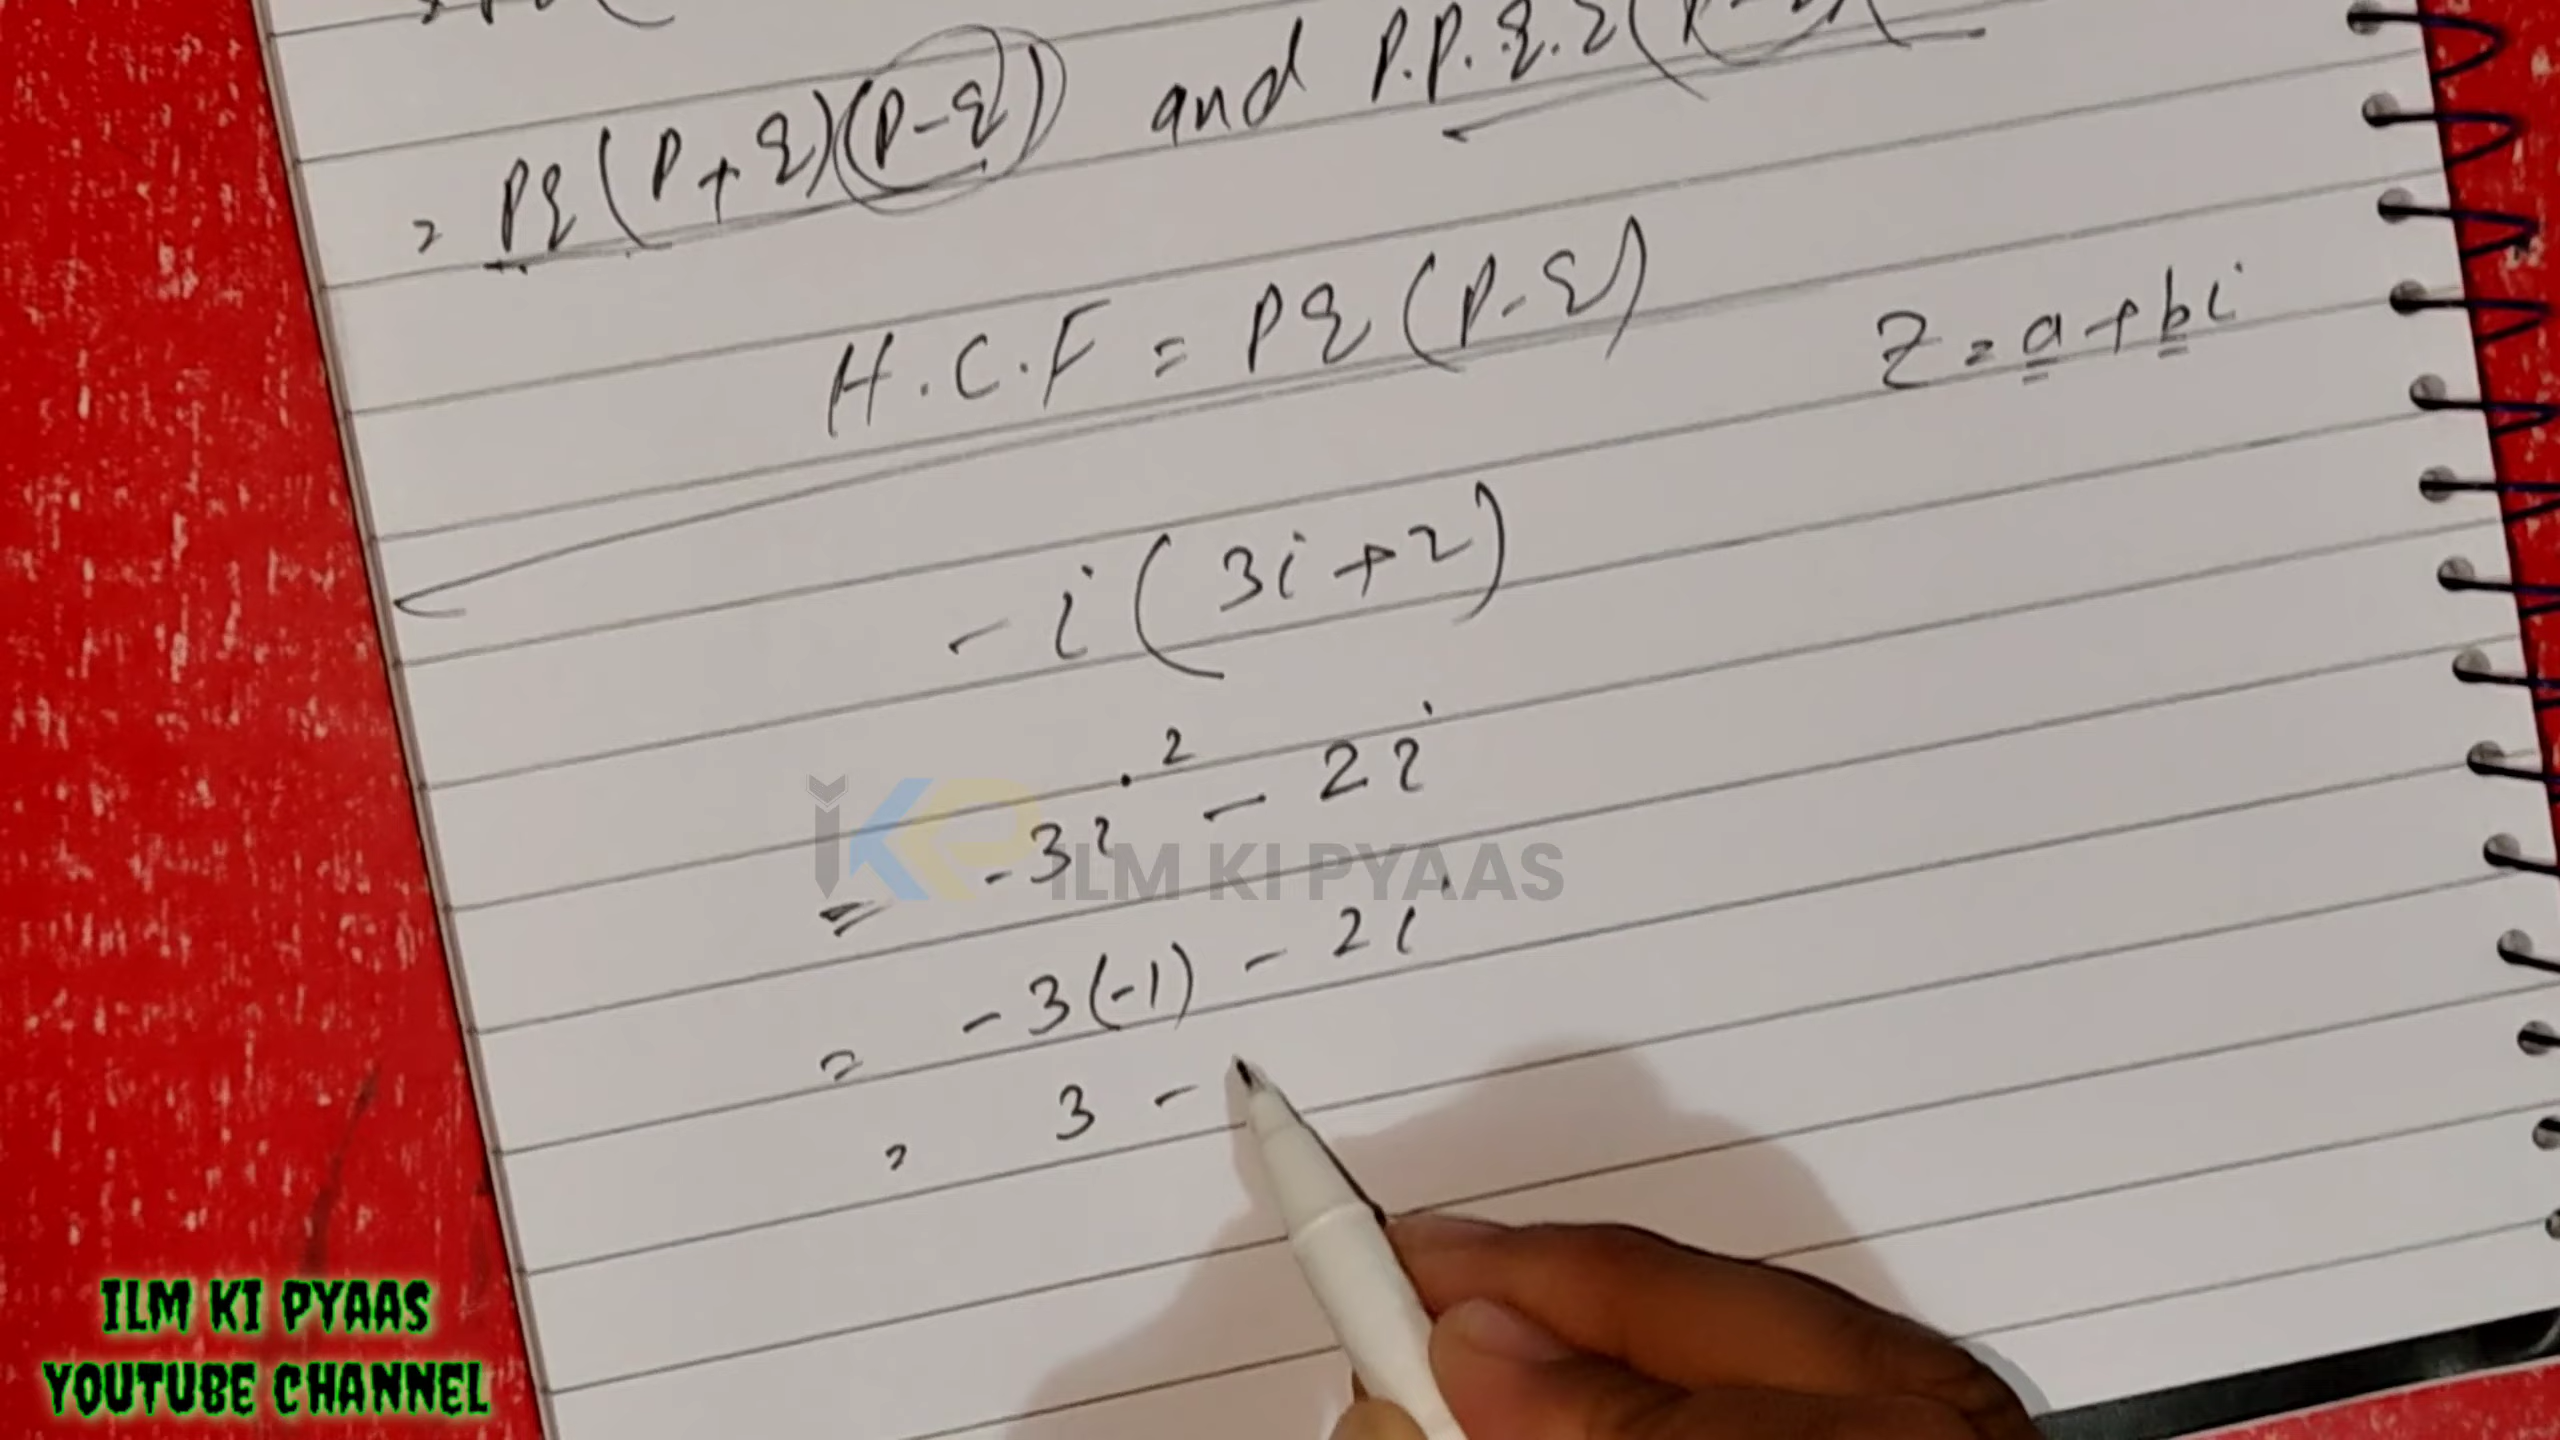 = Pq(P+q)(P-q) and P.P.q.2(P-
H.C.F = Pq(P-q)
Z = a+bi
-i(3i+2)
= -3i² - 2i
= -3(-1) - 2i
= 3 -
ILM KI PYAAS
ILM KI PYAAS
YOUTUBE CHANNEL